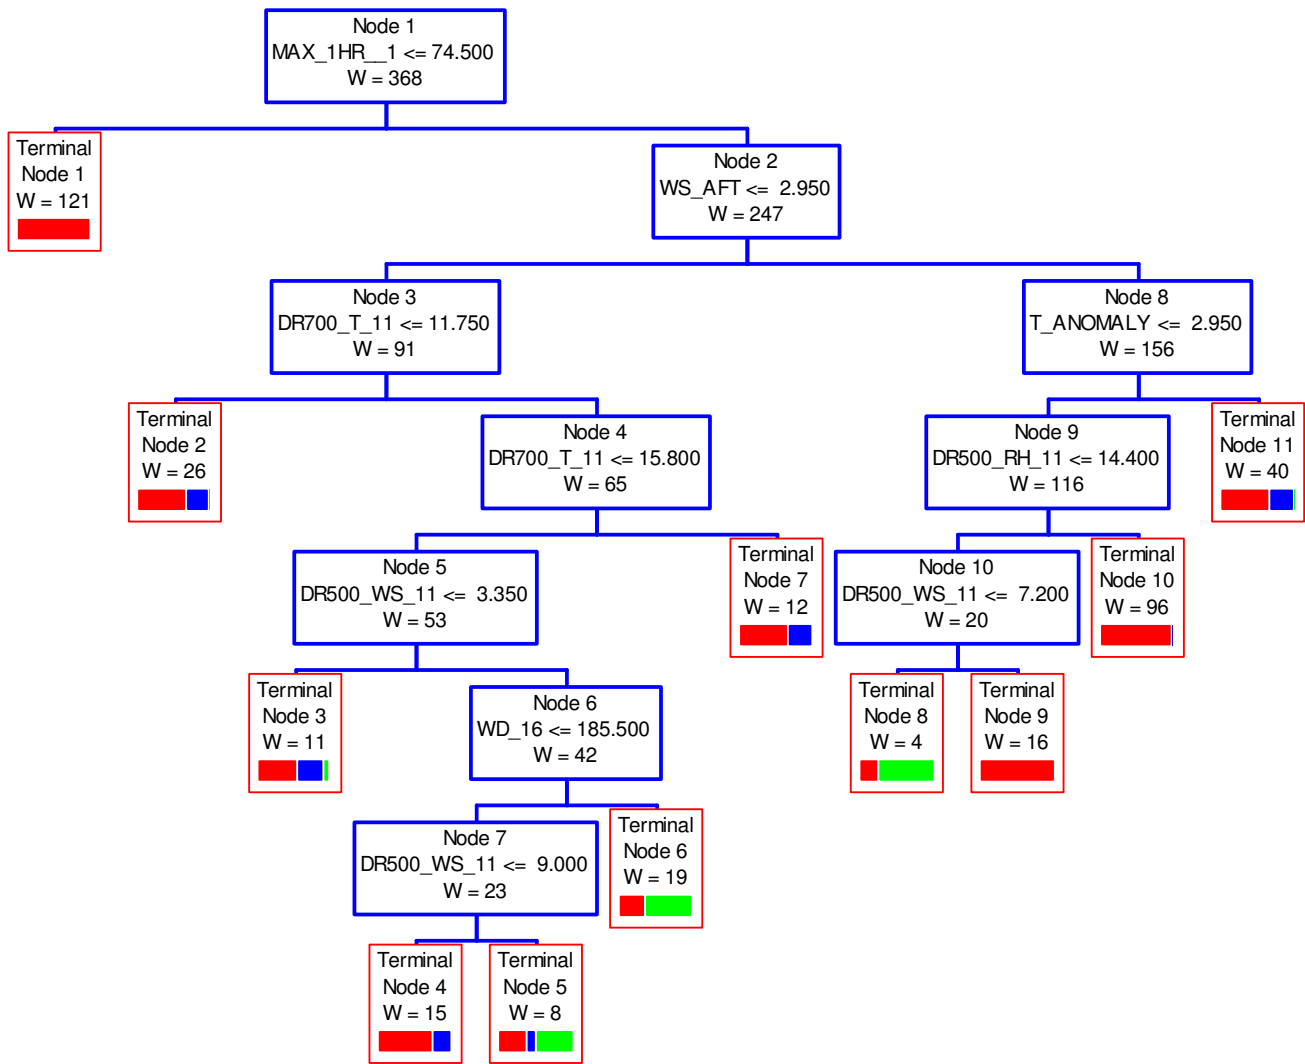 Node 1
MAX_1HR__1 <= 74.500
W = 368
Terminal
Node 1
W = 121
Node 2
WS_AFT <= 2.950
W = 247
Node 3
DR700_T_11 <= 11.750
W = 91
Node 8
T_ANOMALY <= 2.950
W = 156
Terminal
Node 2
W = 26
Node 4
DR700_T_11 <= 15.800
W = 65
Node 9
DR500_RH_11 <= 14.400
W = 116
Terminal
Node 11
W = 40
Node 5
DR500_WS_11 <= 3.350
W = 53
Terminal
Node 7
W = 12
Node 10
DR500_WS_11 <= 7.200
W = 20
Terminal
Node 10
W = 96
Terminal
Node 3
W = 11
Node 6
WD_16 <= 185.500
W = 42
Terminal
Node 8
W = 4
Terminal
Node 9
W = 16
Node 7
DR500_WS_11 <= 9.000
W = 23
Terminal
Node 6
W = 19
Terminal
Node 4
W = 15
Terminal
Node 5
W = 8